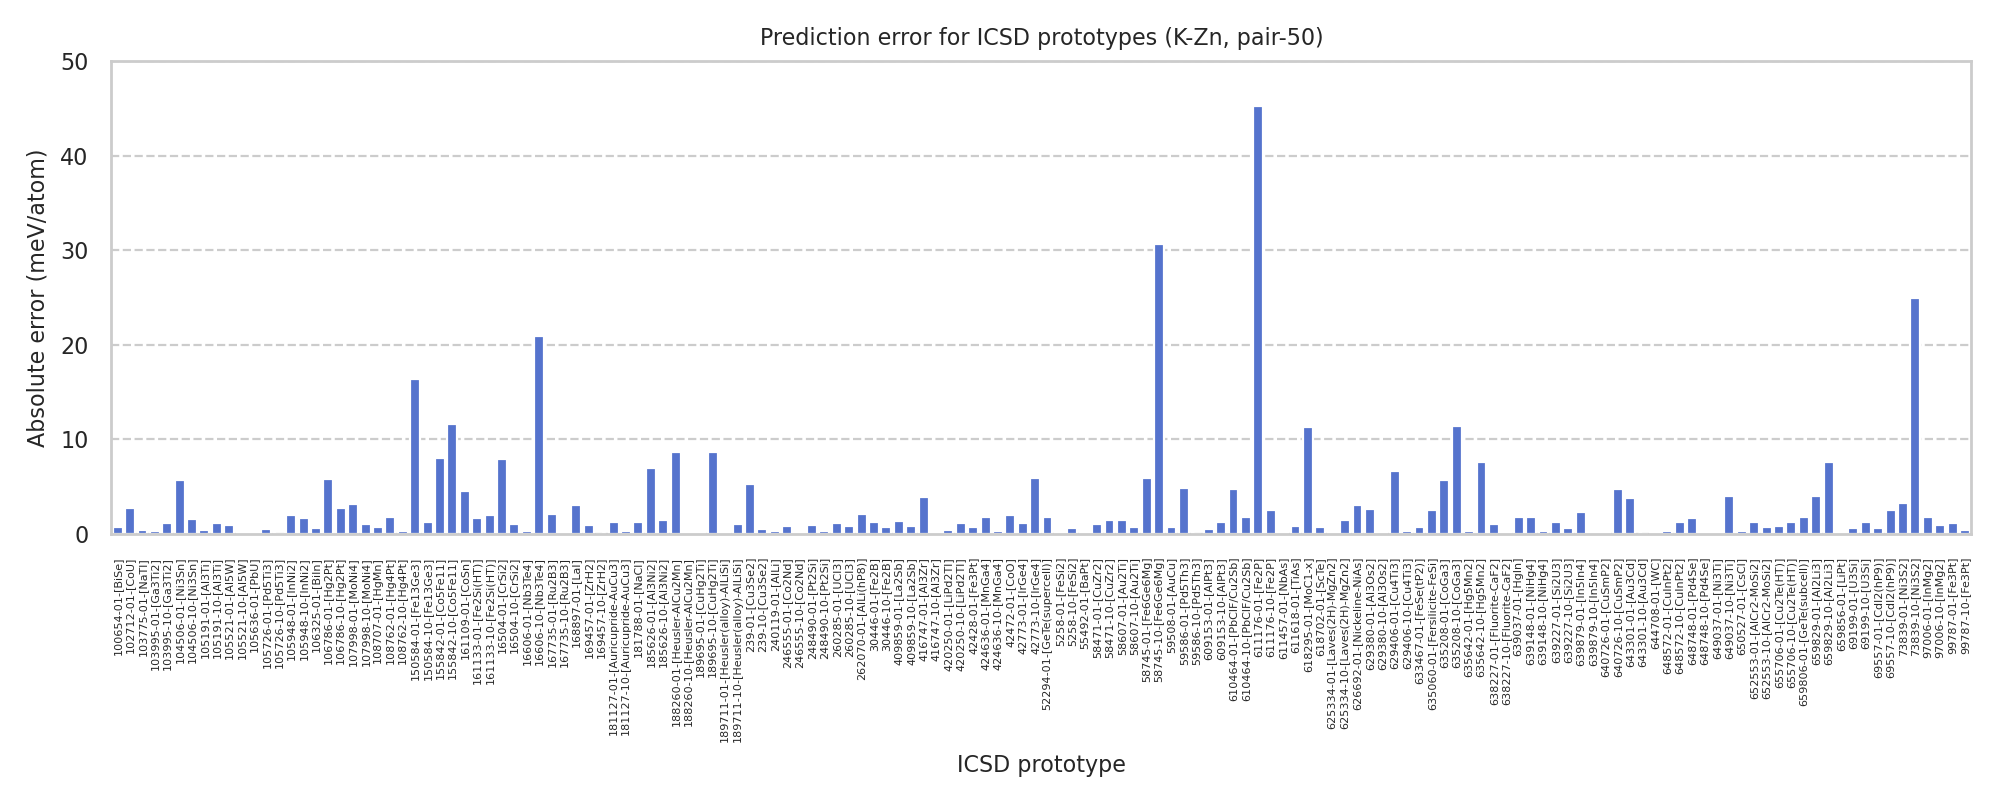 Prediction error for ICSD prototypes (K-Zn, pair-50)
Absolute error (meV/atom)
50
40
30
20
10
0
100654-01-[BiSe]
102712-01-[CoU]
103775-01-[NaTl]
103995-01-[Ga3Ti2]
103995-10-[Ga3Ti2]
104506-01-[Ni3Sn]
104506-10-[Ni3Sn]
105191-01-[Al3Ti]
105191-10-[Al3Ti]
105521-01-[Al5W]
105521-10-[Al5W]
105636-01-[PbU]
105726-01-[Pd5Ti3]
105726-10-[Pd5Ti3]
105948-01-[InNi2]
105948-10-[InNi2]
106325-01-[BiIn]
106786-01-[Hg2Pt]
106786-10-[Hg2Pt]
107998-01-[MoNi4]
107998-10-[MoNi4]
108707-01-[HgMn]
108762-01-[Hg4Pt]
108762-10-[Hg4Pt]
150584-01-[Fe13Ge3]
150584-10-[Fe13Ge3]
155842-01-[Co5Fe11]
155842-10-[Co5Fe11]
161109-01-[CoSn]
161133-01-[Fe2Si(HT)]
161133-10-[Fe2Si(HT)]
16504-01-[CrSi2]
16504-10-[CrSi2]
16606-01-[Nb3Te4]
16606-10-[Nb3Te4]
167735-01-[Ru2B3]
167735-10-[Ru2B3]
168897-01-[LaI]
169457-01-[ZrH2]
169457-10-[ZrH2]
181127-01-[Auricupride-AuCu3]
181127-10-[Auricupride-AuCu3]
181788-01-[NaCl]
185626-01-[Al3Ni2]
185626-10-[Al3Ni2]
188260-01-[Heusler-AlCu2Mn]
188260-10-[Heusler-AlCu2Mn]
189695-01-[CuHg2Ti]
189695-10-[CuHg2Ti]
189711-01-[Heusler(alloy)-AlLiSi]
189711-10-[Heusler(alloy)-AlLiSi]
239-01-[Cu3Se2]
239-10-[Cu3Se2]
240119-01-[AlLi]
246555-01-[Co2Nd]
246555-10-[Co2Nd]
248490-01-[Pt2Si]
248490-10-[Pt2Si]
260285-01-[UCl3]
260285-10-[UCl3]
262070-01-[AlLi(hP8)]
30446-01-[Fe2B]
30446-10-[Fe2B]
409859-01-[La2Sb]
409859-10-[La2Sb]
416747-01-[Al3Zr]
416747-10-[Al3Zr]
420250-01-[LiPd2Tl]
420250-10-[LiPd2Tl]
42428-01-[Fe3Pt]
424636-01-[MnGa4]
424636-10-[MnGa4]
42472-01-[CoO]
42773-01-[IrGe4]
42773-10-[IrGe4]
52294-01-[GeTe(supercell)]
5258-01-[FeSi2]
5258-10-[FeSi2]
55492-01-[BaPt]
58471-01-[CuZr2]
58471-10-[CuZr2]
58607-01-[Au2Ti]
58607-10-[Au2Ti]
58745-01-[Fe6Ge6Mg]
58745-10-[Fe6Ge6Mg]
59508-01-[AuCu]
59586-01-[Pd5Th3]
59586-10-[Pd5Th3]
609153-01-[AlPt3]
609153-10-[AlPt3]
610464-01-[PbClF/Cu2Sb]
610464-10-[PbClF/Cu2Sb]
611176-01-[Fe2P]
611176-10-[Fe2P]
611457-01-[NbAs]
611618-01-[TiAs]
618295-01-[MoC1-x]
618702-01-[ScTe]
625334-01-[Laves(2H)-MgZn2]
625334-10-[Laves(2H)-MgZn2]
626692-01-[Nickeline-NiAs]
629380-01-[Al3Os2]
629380-10-[Al3Os2]
629406-01-[Cu4Ti3]
629406-10-[Cu4Ti3]
633467-01-[FeSe(tP2)]
635060-01-[Fersilicite-FeSi]
635208-01-[CoGa3]
635208-10-[CoGa3]
635642-01-[Hg5Mn2]
635642-10-[Hg5Mn2]
638227-01-[Fluorite-CaF2]
638227-10-[Fluorite-CaF2]
639037-01-[HgIn]
639148-01-[NiHg4]
639148-10-[NiHg4]
639227-01-[Si2U3]
639227-10-[Si2U3]
639879-01-[In5In4]
639879-10-[In5In4]
640726-01-[CuSmP2]
640726-10-[CuSmP2]
643301-01-[Au3Cd]
643301-10-[Au3Cd]
644708-01-[WC]
648572-01-[CuInPt2]
648572-10-[CuInPt2]
648748-01-[Pd4Se]
648748-10-[Pd4Se]
649037-01-[Ni3Ti]
649037-10-[Ni3Ti]
650527-01-[CsCl]
652553-01-[AlCr2-MoSi2]
652553-10-[AlCr2-MoSi2]
655706-01-[Cu2Te(HT)]
655706-10-[Cu2Te(HT)]
659806-01-[GeTe(subcell)]
659829-01-[Al2Li3]
659829-10-[Al2Li3]
659856-01-[LiPt]
69199-01-[U3Si]
69199-10-[U3Si]
69557-01-[CdI2(hP9)]
69557-10-[CdI2(hP9)]
73839-01-[Ni3S2]
73839-10-[Ni3S2]
97006-01-[InMg2]
97006-10-[InMg2]
99787-01-[Fe3Pt]
99787-10-[Fe3Pt]
ICSD prototype